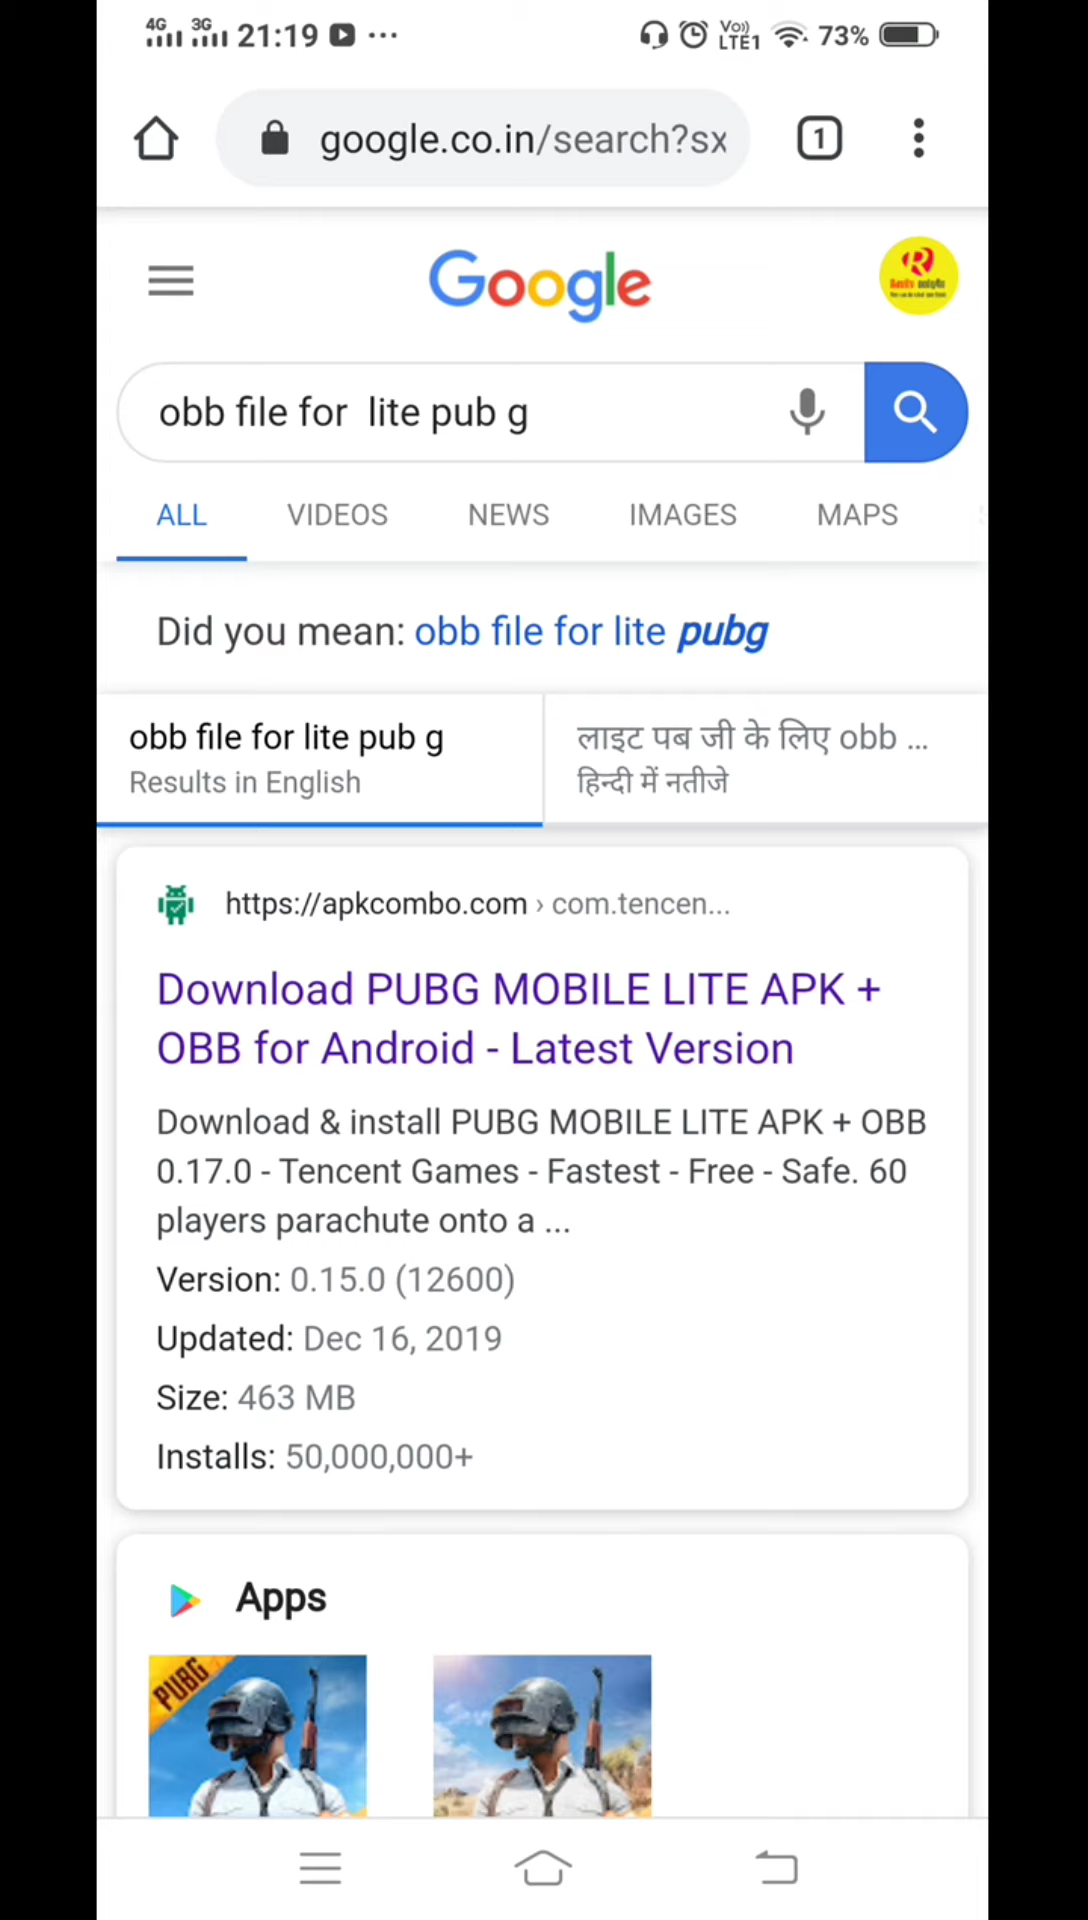 4G 3G 21:19 ... Vo)) LTE1 73%
google.co.in/search?sx
1
Google
R
obb file for  lite pub g
ALL VIDEOS NEWS IMAGES MAPS
Did you mean: obb file for lite pubg
obb file for lite pub g
Results in English
लाइट पब जी के लिए obb ...
हिन्दी में नतीजे
https://apkcombo.com › com.tencen...
Download PUBG MOBILE LITE APK +
OBB for Android - Latest Version
Download & install PUBG MOBILE LITE APK + OBB
0.17.0 - Tencent Games - Fastest - Free - Safe. 60
players parachute onto a ...
Version: 0.15.0 (12600)
Updated: Dec 16, 2019
Size: 463 MB
Installs: 50,000,000+
Apps
PUBG